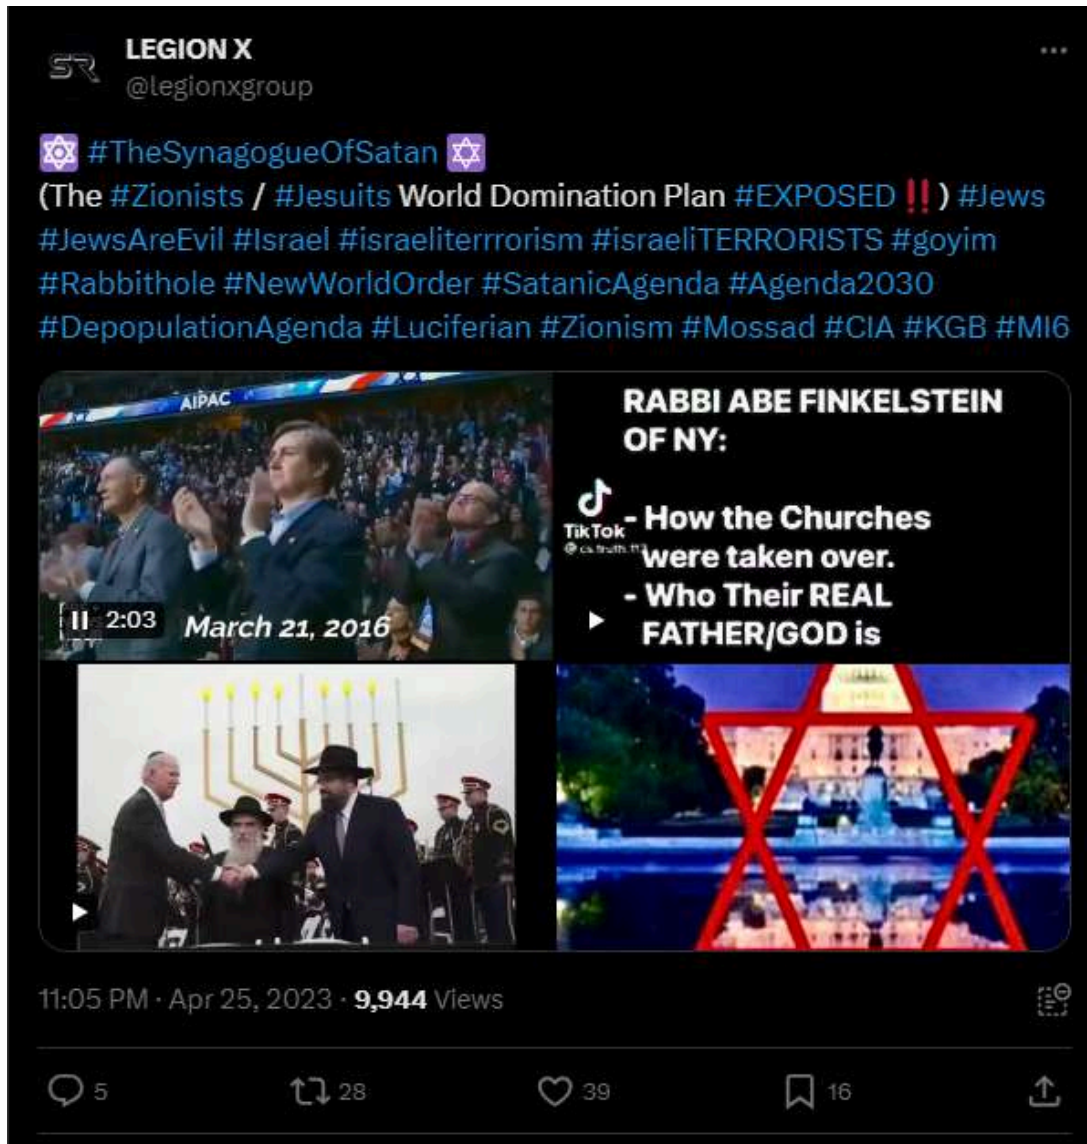 LEGION X
@legionxgroup
✡ #TheSynagogueOfSatan ✡
(The #Zionists / #Jesuits World Domination Plan #EXPOSED‼) #Jews
#JewsAreEvil #Israel #israeliterrrorism #israeliTERRORISTS #goyim
#Rabbithole #NewWorldOrder #SatanicAgenda #Agenda2030
#DepopulationAgenda #Luciferian #Zionism #Mossad #CIA #KGB #MI6
AIPAC
2:03
March 21, 2016
RABBI ABE FINKELSTEIN
OF NY:
TikTok
- How the Churches
were taken over.
- Who Their REAL
FATHER/GOD is
11:05 PM · Apr 25, 2023 · 9,944 Views
5
28
39
16